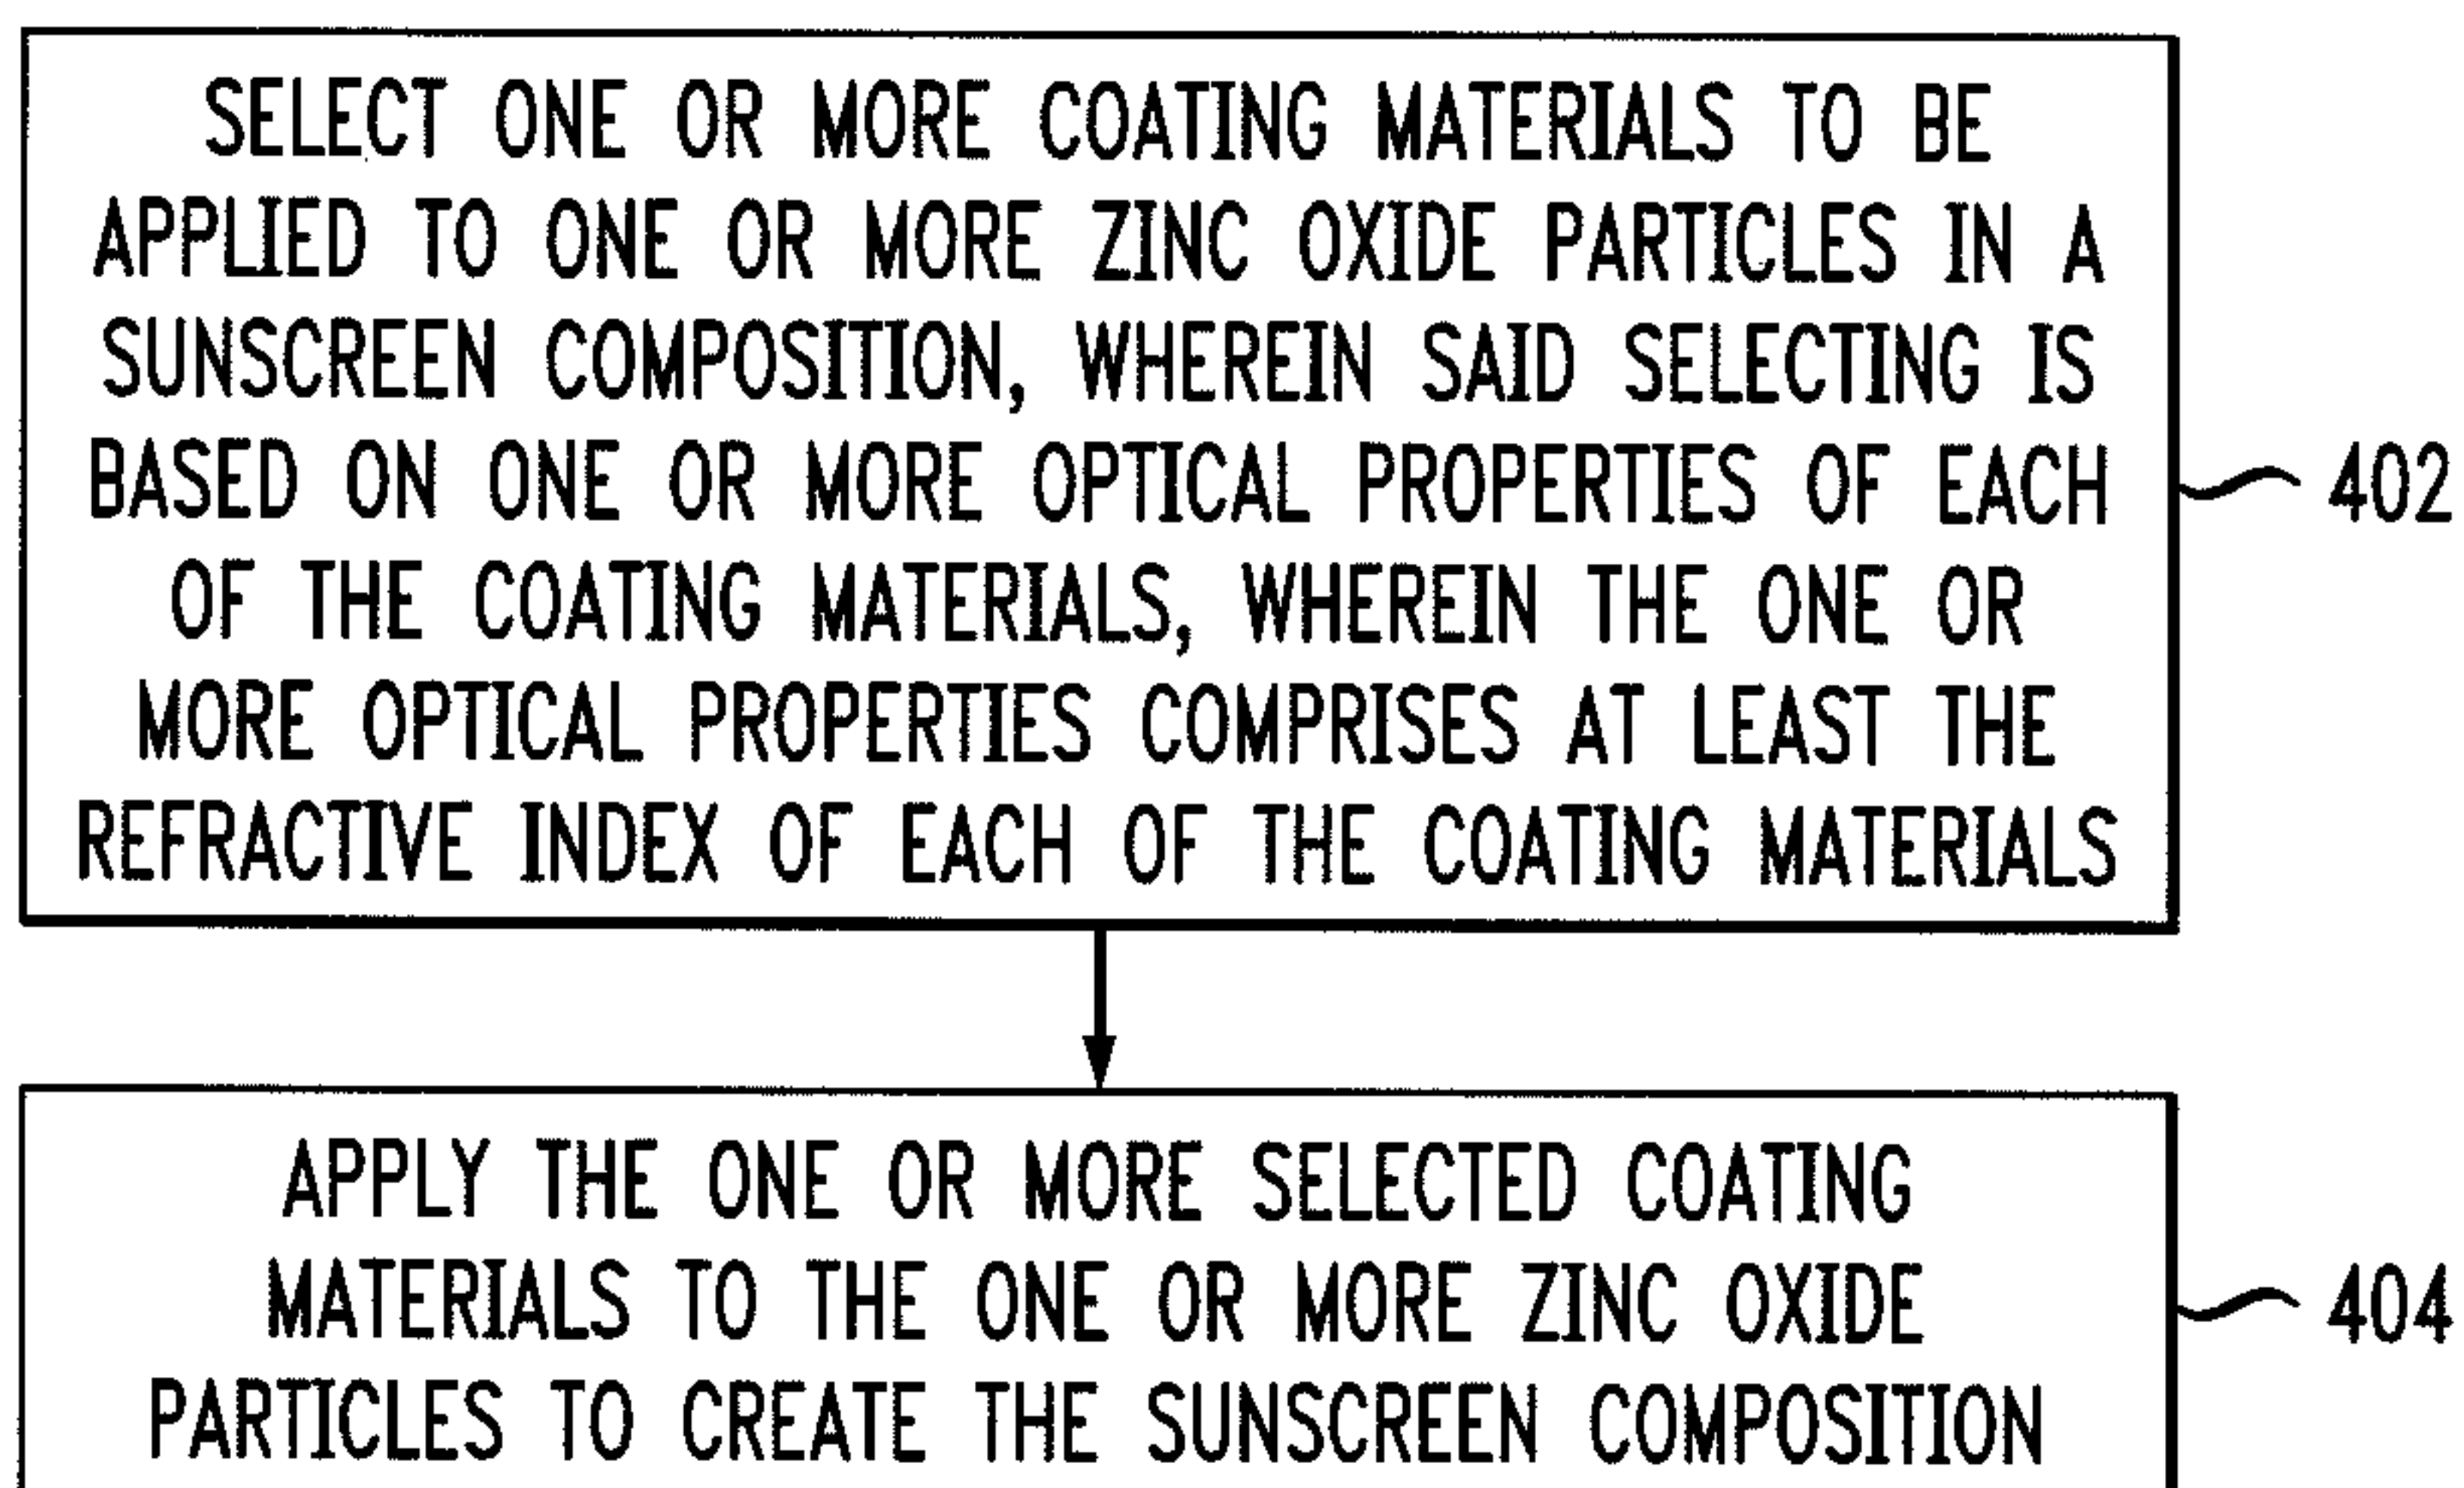 SELECT ONE OR MORE COATING MATERIALS TO BE
APPLIED TO ONE OR MORE ZINC OXIDE PARTICLES IN A
SUNSCREEN COMPOSITION, WHEREIN SAID SELECTING IS
BASED ON ONE OR MORE OPTICAL PROPERTIES OF EACH
OF THE COATING MATERIALS, WHEREIN THE ONE OR
MORE OPTICAL PROPERTIES COMPRISES AT LEAST THE
REFRACTIVE INDEX OF EACH OF THE COATING MATERIALS
402
APPLY THE ONE OR MORE SELECTED COATING
MATERIALS TO THE ONE OR MORE ZINC OXIDE
PARTICLES TO CREATE THE SUNSCREEN COMPOSITION
404